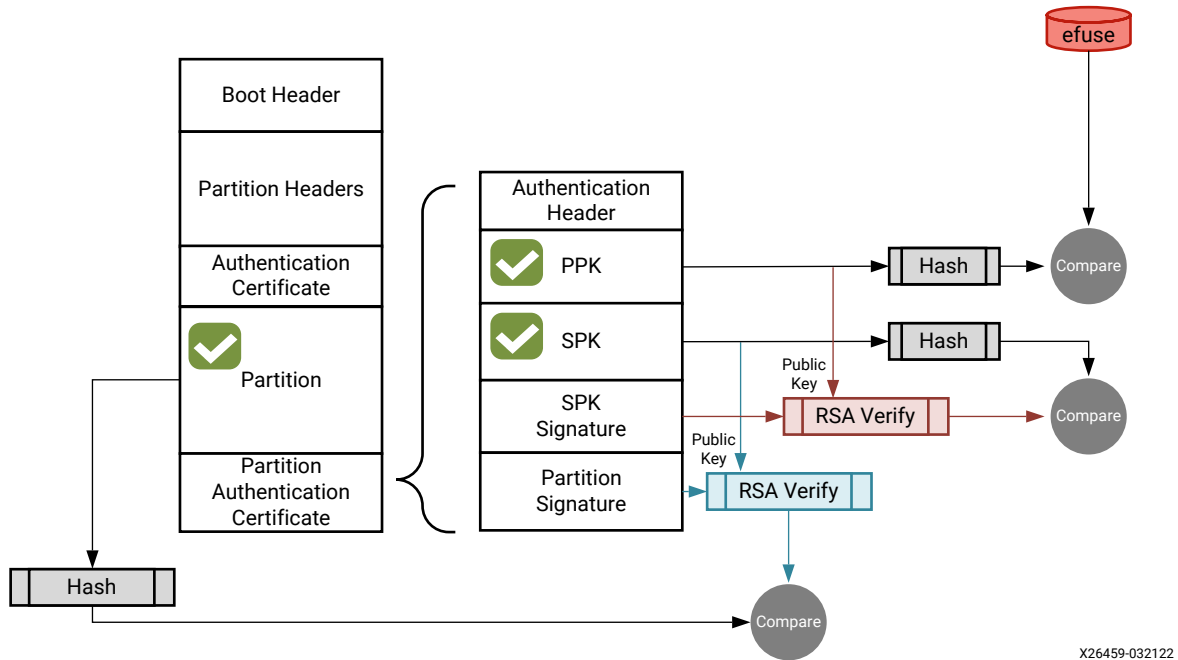 efuse
Boot Header
Partition Headers
Authentication
Certificate
Partition
Partition
Authentication
Certificate
Hash
Authentication
Header
PPK
SPK
SPK
Signature
Partition
Signature
Hash
Compare
Hash
Public
Key
RSA Verify
Compare
Public
Key
RSA Verify
Compare
X26459-032122